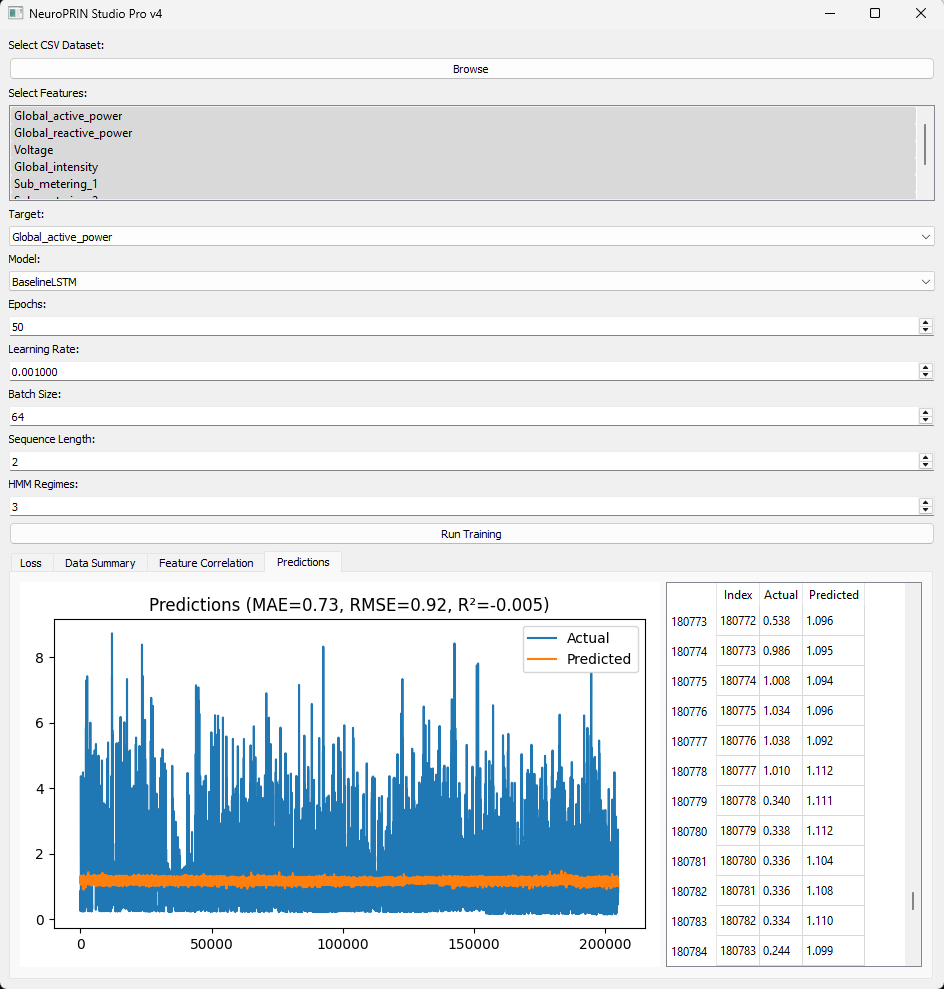 NeuroPRIN Studio Pro v4
Select CSV Dataset:
Browse
Select Features:
Global_active_power
Global_reactive_power
Voltage
Global_intensity
Sub_metering_1
Target:
Global_active_power
Model:
BaselineLSTM
Epochs:
50
Learning Rate:
0.001000
Batch Size:
64
Sequence Length:
2
HMM Regimes:
3
Run Training
Loss Data Summary Feature Correlation Predictions
Predictions (MAE=0.73, RMSE=0.92, R²=-0.005)
Actual
Predicted
8
6
4
2
0
0 50000 100000 150000 200000
Index Actual Predicted
180773 180772 0.538 1.096
180774 180773 0.986 1.095
180775 180774 1.008 1.094
180776 180775 1.034 1.096
180777 180776 1.038 1.092
180778 180777 1.010 1.112
180779 180778 0.340 1.111
180780 180779 0.338 1.112
180781 180780 0.336 1.104
180782 180781 0.336 1.108
180783 180782 0.334 1.110
180784 180783 0.244 1.099